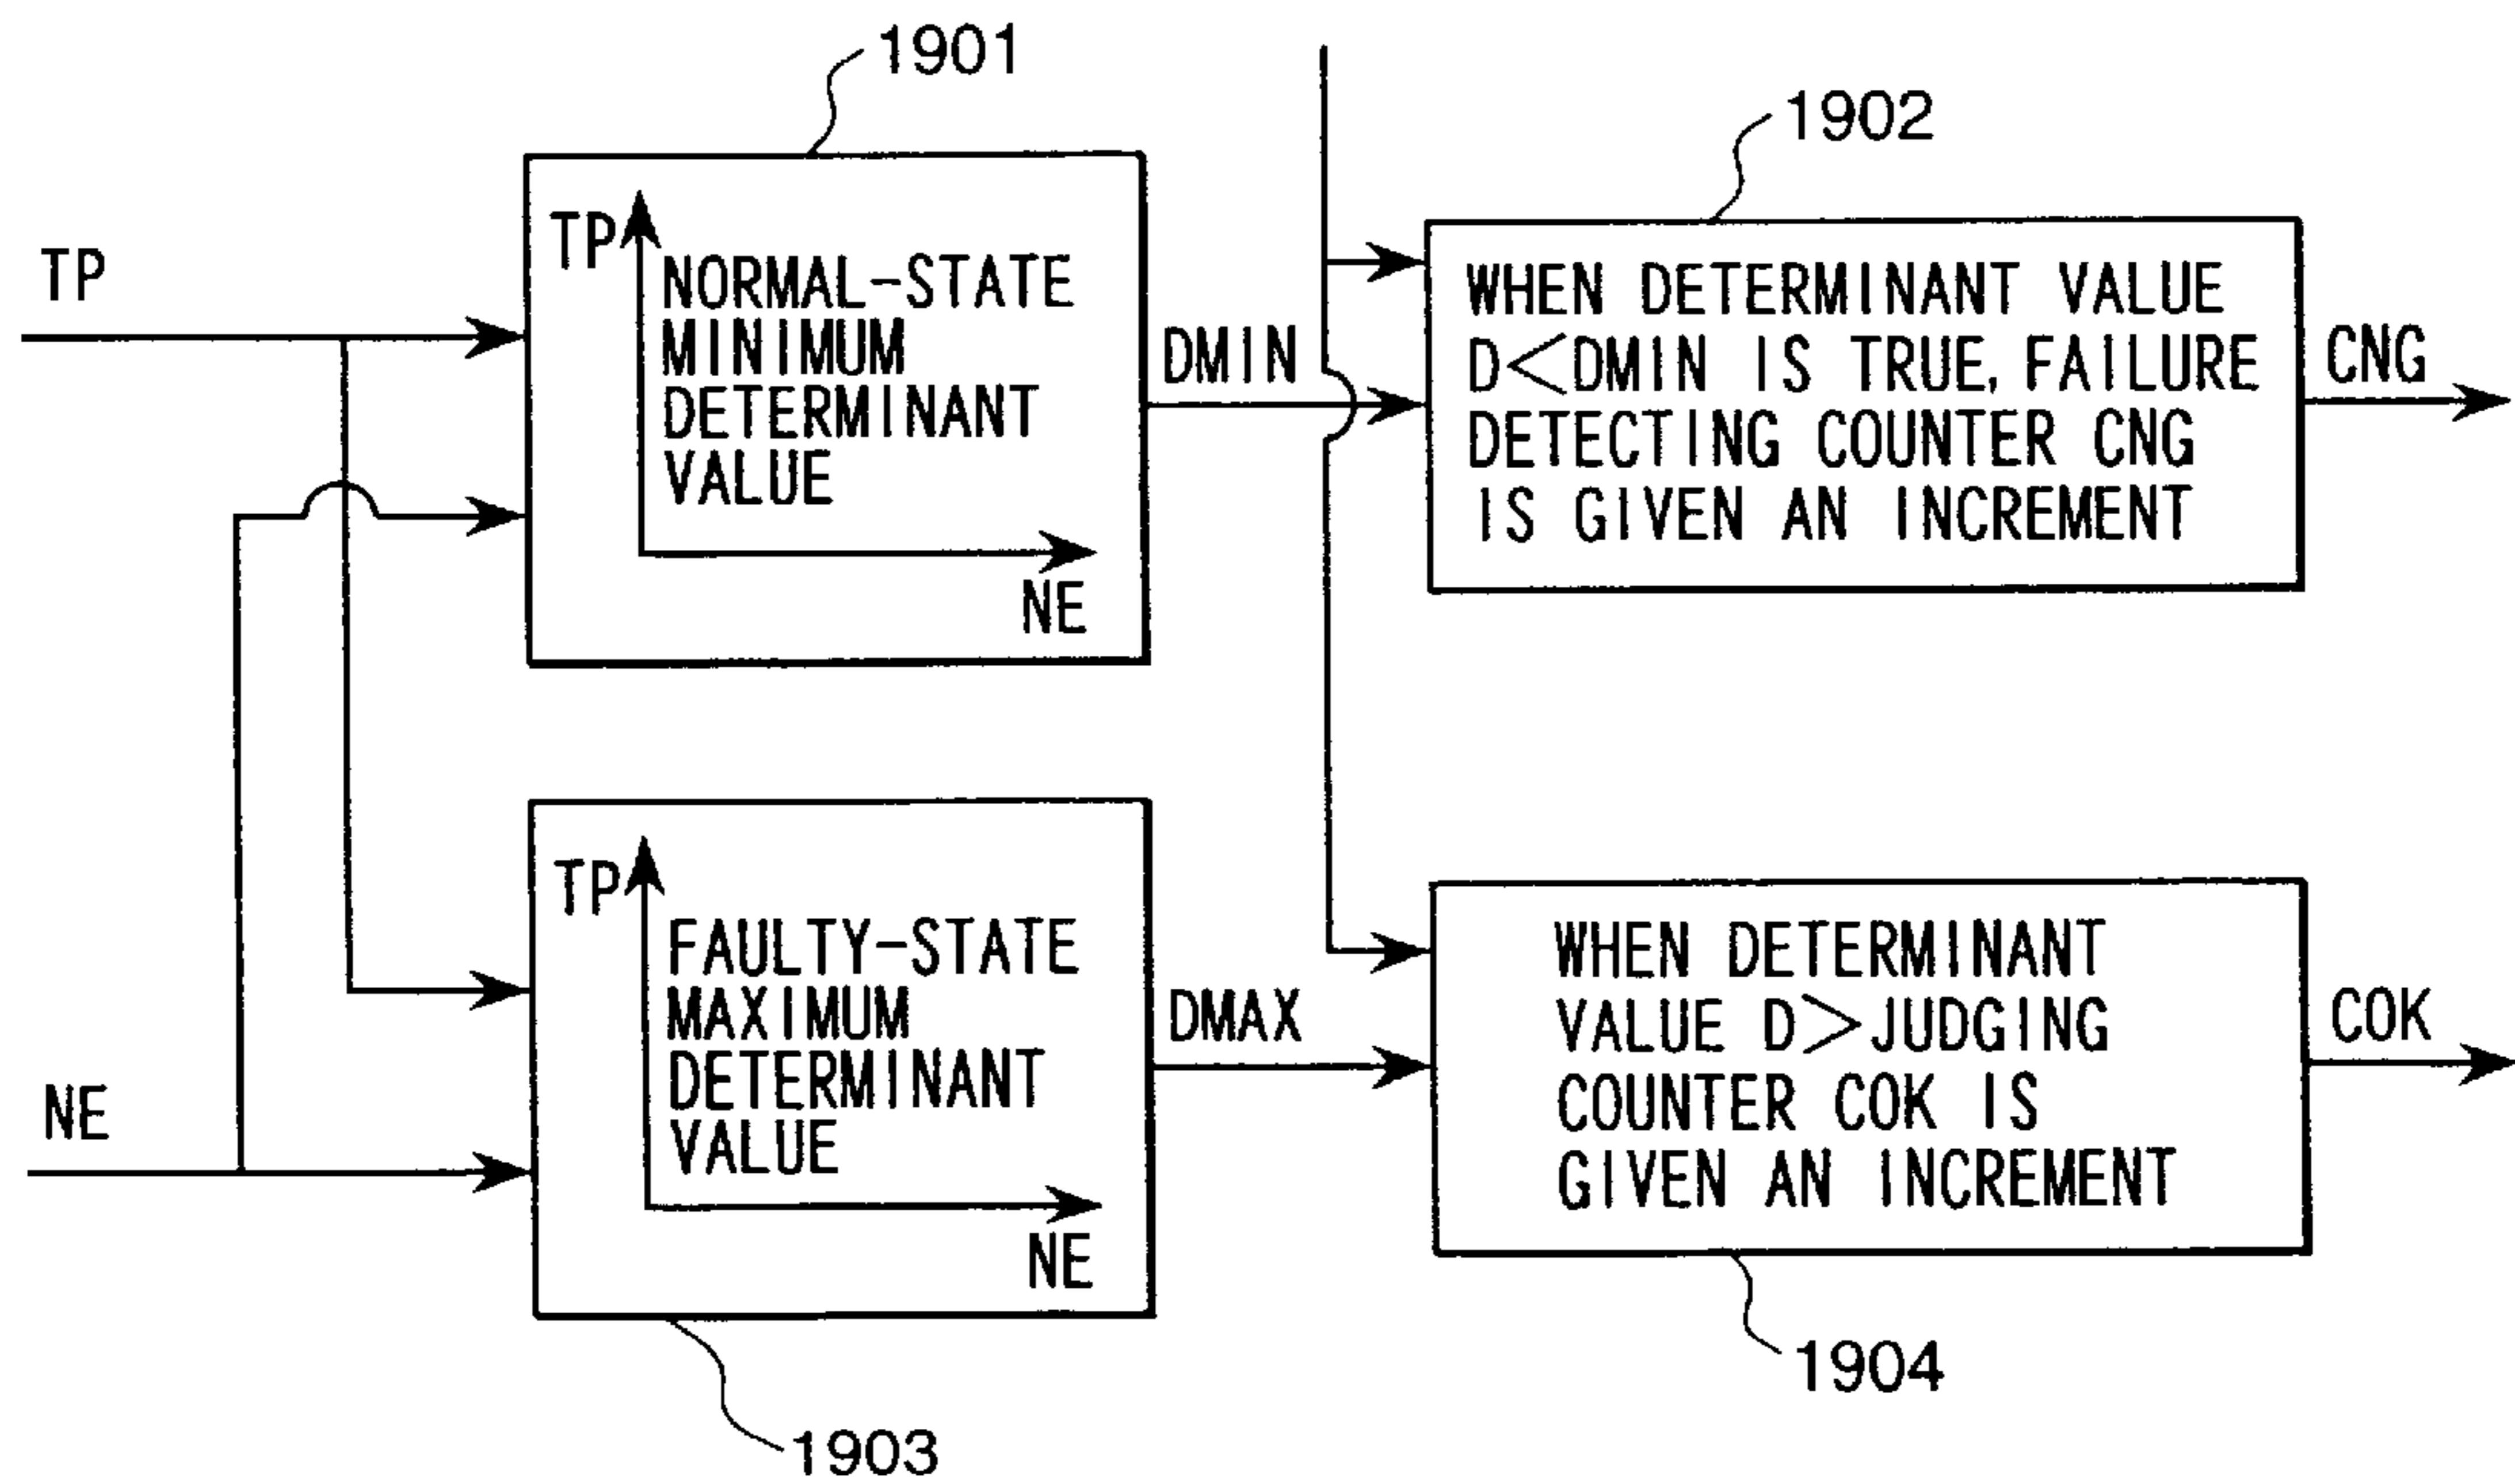 1901
1902
TP
TP
NORMAL-STATE
MINIMUM
DETERMINANT
VALUE
NE
DMIN
WHEN DETERMINANT VALUE
D<DMIN IS TRUE, FAILURE
DETECTING COUNTER CNG
IS GIVEN AN INCREMENT
CNG
NE
TP
FAULTY-STATE
MAXIMUM
DETERMINANT
VALUE
NE
DMAX
WHEN DETERMINANT
VALUE D>JUDGING
COUNTER COK IS
GIVEN AN INCREMENT
COK
1903
1904